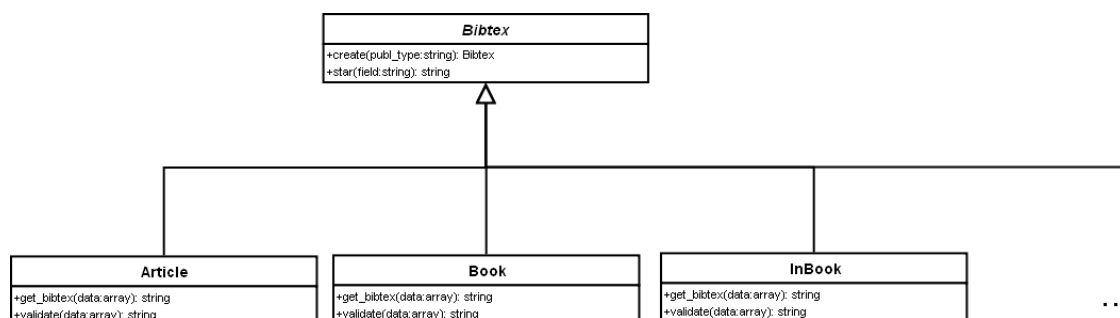 Bibtex
+create(publ_type:string): Bibtex
+star(field:string): string
Article
+get_bibtex(data:array): string
+validate(data:array): string
Book
+get_bibtex(data:array): string
+validate(data:array): string
InBook
+get_bibtex(data:array): string
+validate(data:array): string
..